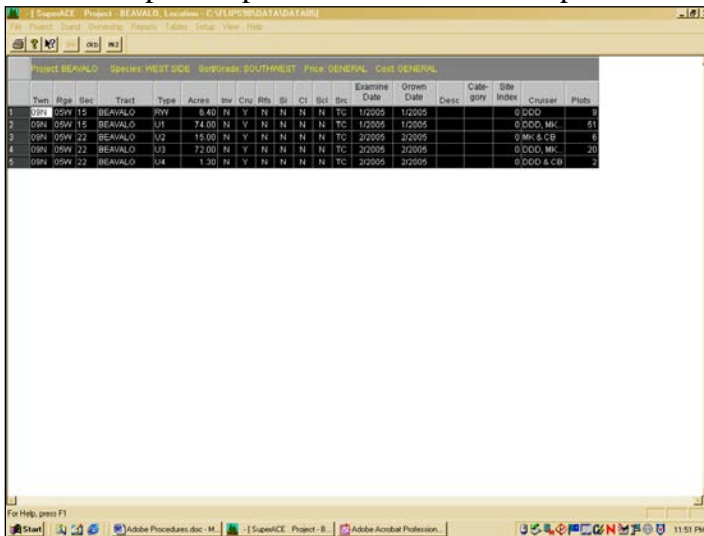 - [ SuperACE Project - BEAVALO, Location - C:\FLIPS98\DATA\DATA05]
File Project Stand Ownership Reports Tables Setup View Help
ORD
Project: BEAVALO Species: WEST SIDE Sort/Grade: SOUTHWEST Price: GENERAL Cost: GENERAL
Twn Rge Sec Tract Type Acres Inv Cru Rfs SI CI Scl Src Examine Date Grown Date Desc Cate-gory Site Index Cruiser Plots
1 09N 05W 15 BEAVALO RW 6.40 N Y N N N N TC 1/2005 1/2005 0 DDD 9
2 09N 05W 15 BEAVALO U1 74.00 N Y N N N N TC 1/2005 1/2005 0 DDD, MK... 51
3 09N 05W 22 BEAVALO U2 15.00 N Y N N N N TC 2/2005 2/2005 0 MK & CB 6
4 09N 05W 22 BEAVALO U3 72.00 N Y N N N N TC 2/2005 2/2005 0 DDD, MK... 20
5 09N 05W 22 BEAVALO U4 1.30 N Y N N N N TC 2/2005 2/2005 0 DDD & CB 2
For Help, press F1
Start Adobe Procedures.doc - M... - [ SuperACE Project - B... Adobe Acrobat Profession... 11:51 PM